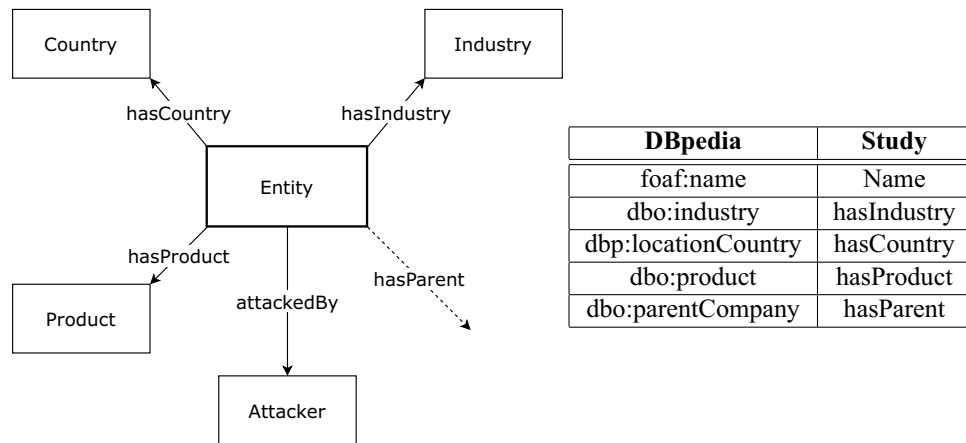 Country
Industry
hasCountry
hasIndustry
Entity
hasProduct
hasParent
attackedBy
Product
Attacker
DBpedia Study
foaf:name Name
dbo:industry hasIndustry
dbp:locationCountry hasCountry
dbo:product hasProduct
dbo:parentCompany hasParent